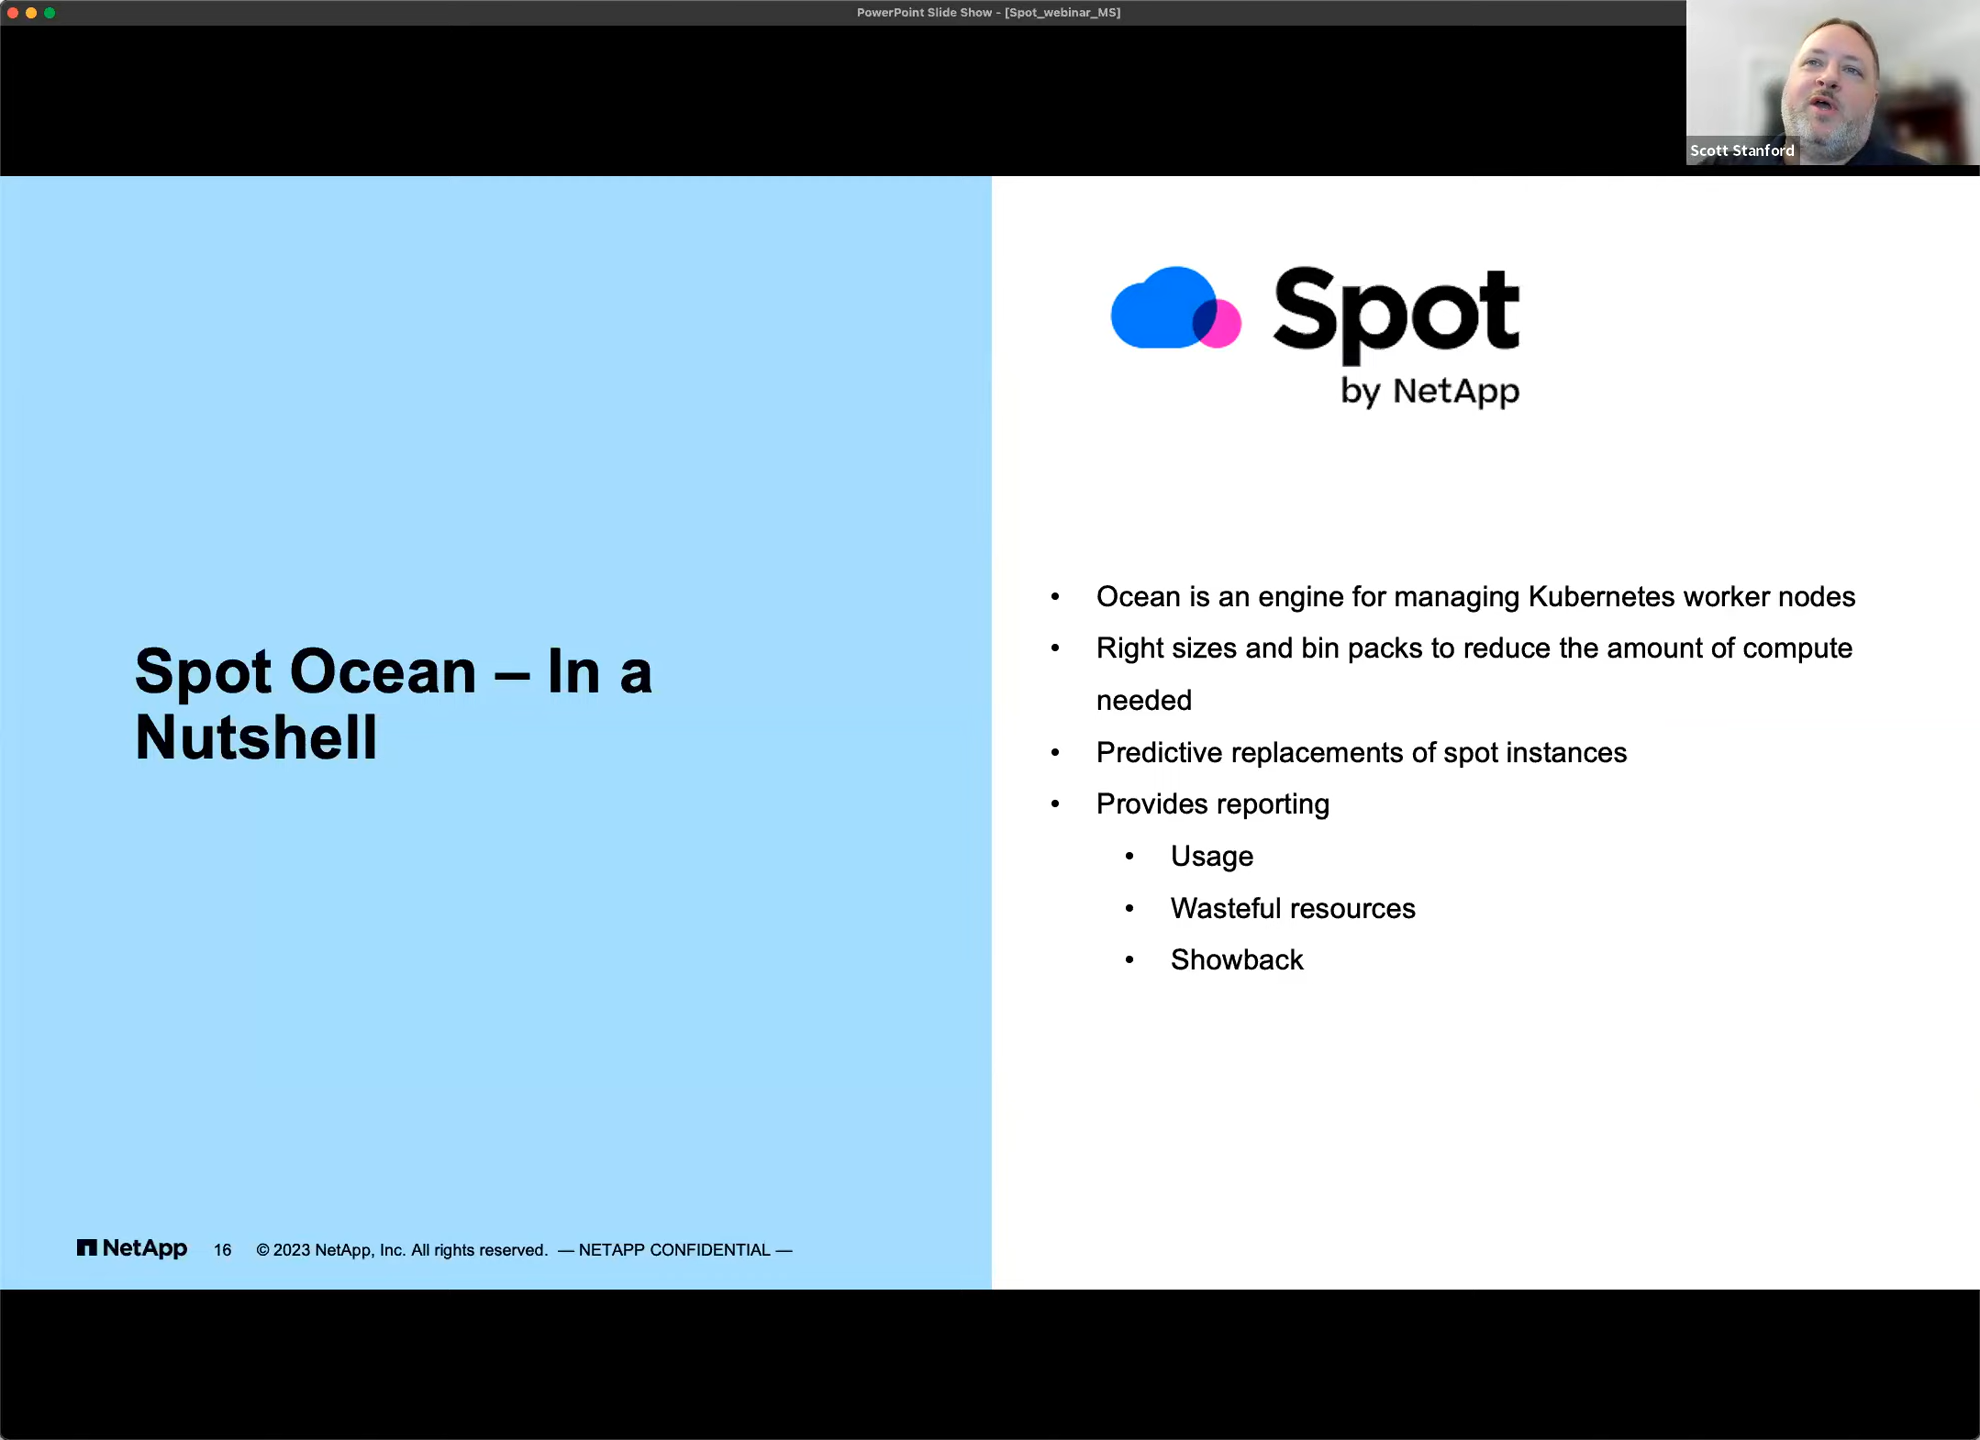 PowerPoint Slide Show - [Spot_webinar_MS]
Scott Stanford
Spot
by NetApp
Spot Ocean – In a
Nutshell
• Ocean is an engine for managing Kubernetes worker nodes
• Right sizes and bin packs to reduce the amount of compute
needed
• Predictive replacements of spot instances
• Provides reporting
• Usage
• Wasteful resources
• Showback
NetApp 16 © 2023 NetApp, Inc. All rights reserved. — NETAPP CONFIDENTIAL —